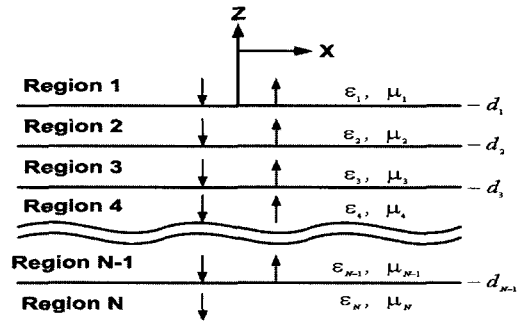 Z
X
Region 1 ε₁, μ₁
-d₁
Region 2 ε₂, μ₂
-d₂
Region 3 ε₃, μ₃
-d₃
Region 4 ε₄, μ₄
Region N-1 ε_{N-1}, μ_{N-1}
-d_{N-1}
Region N ε_N, μ_N